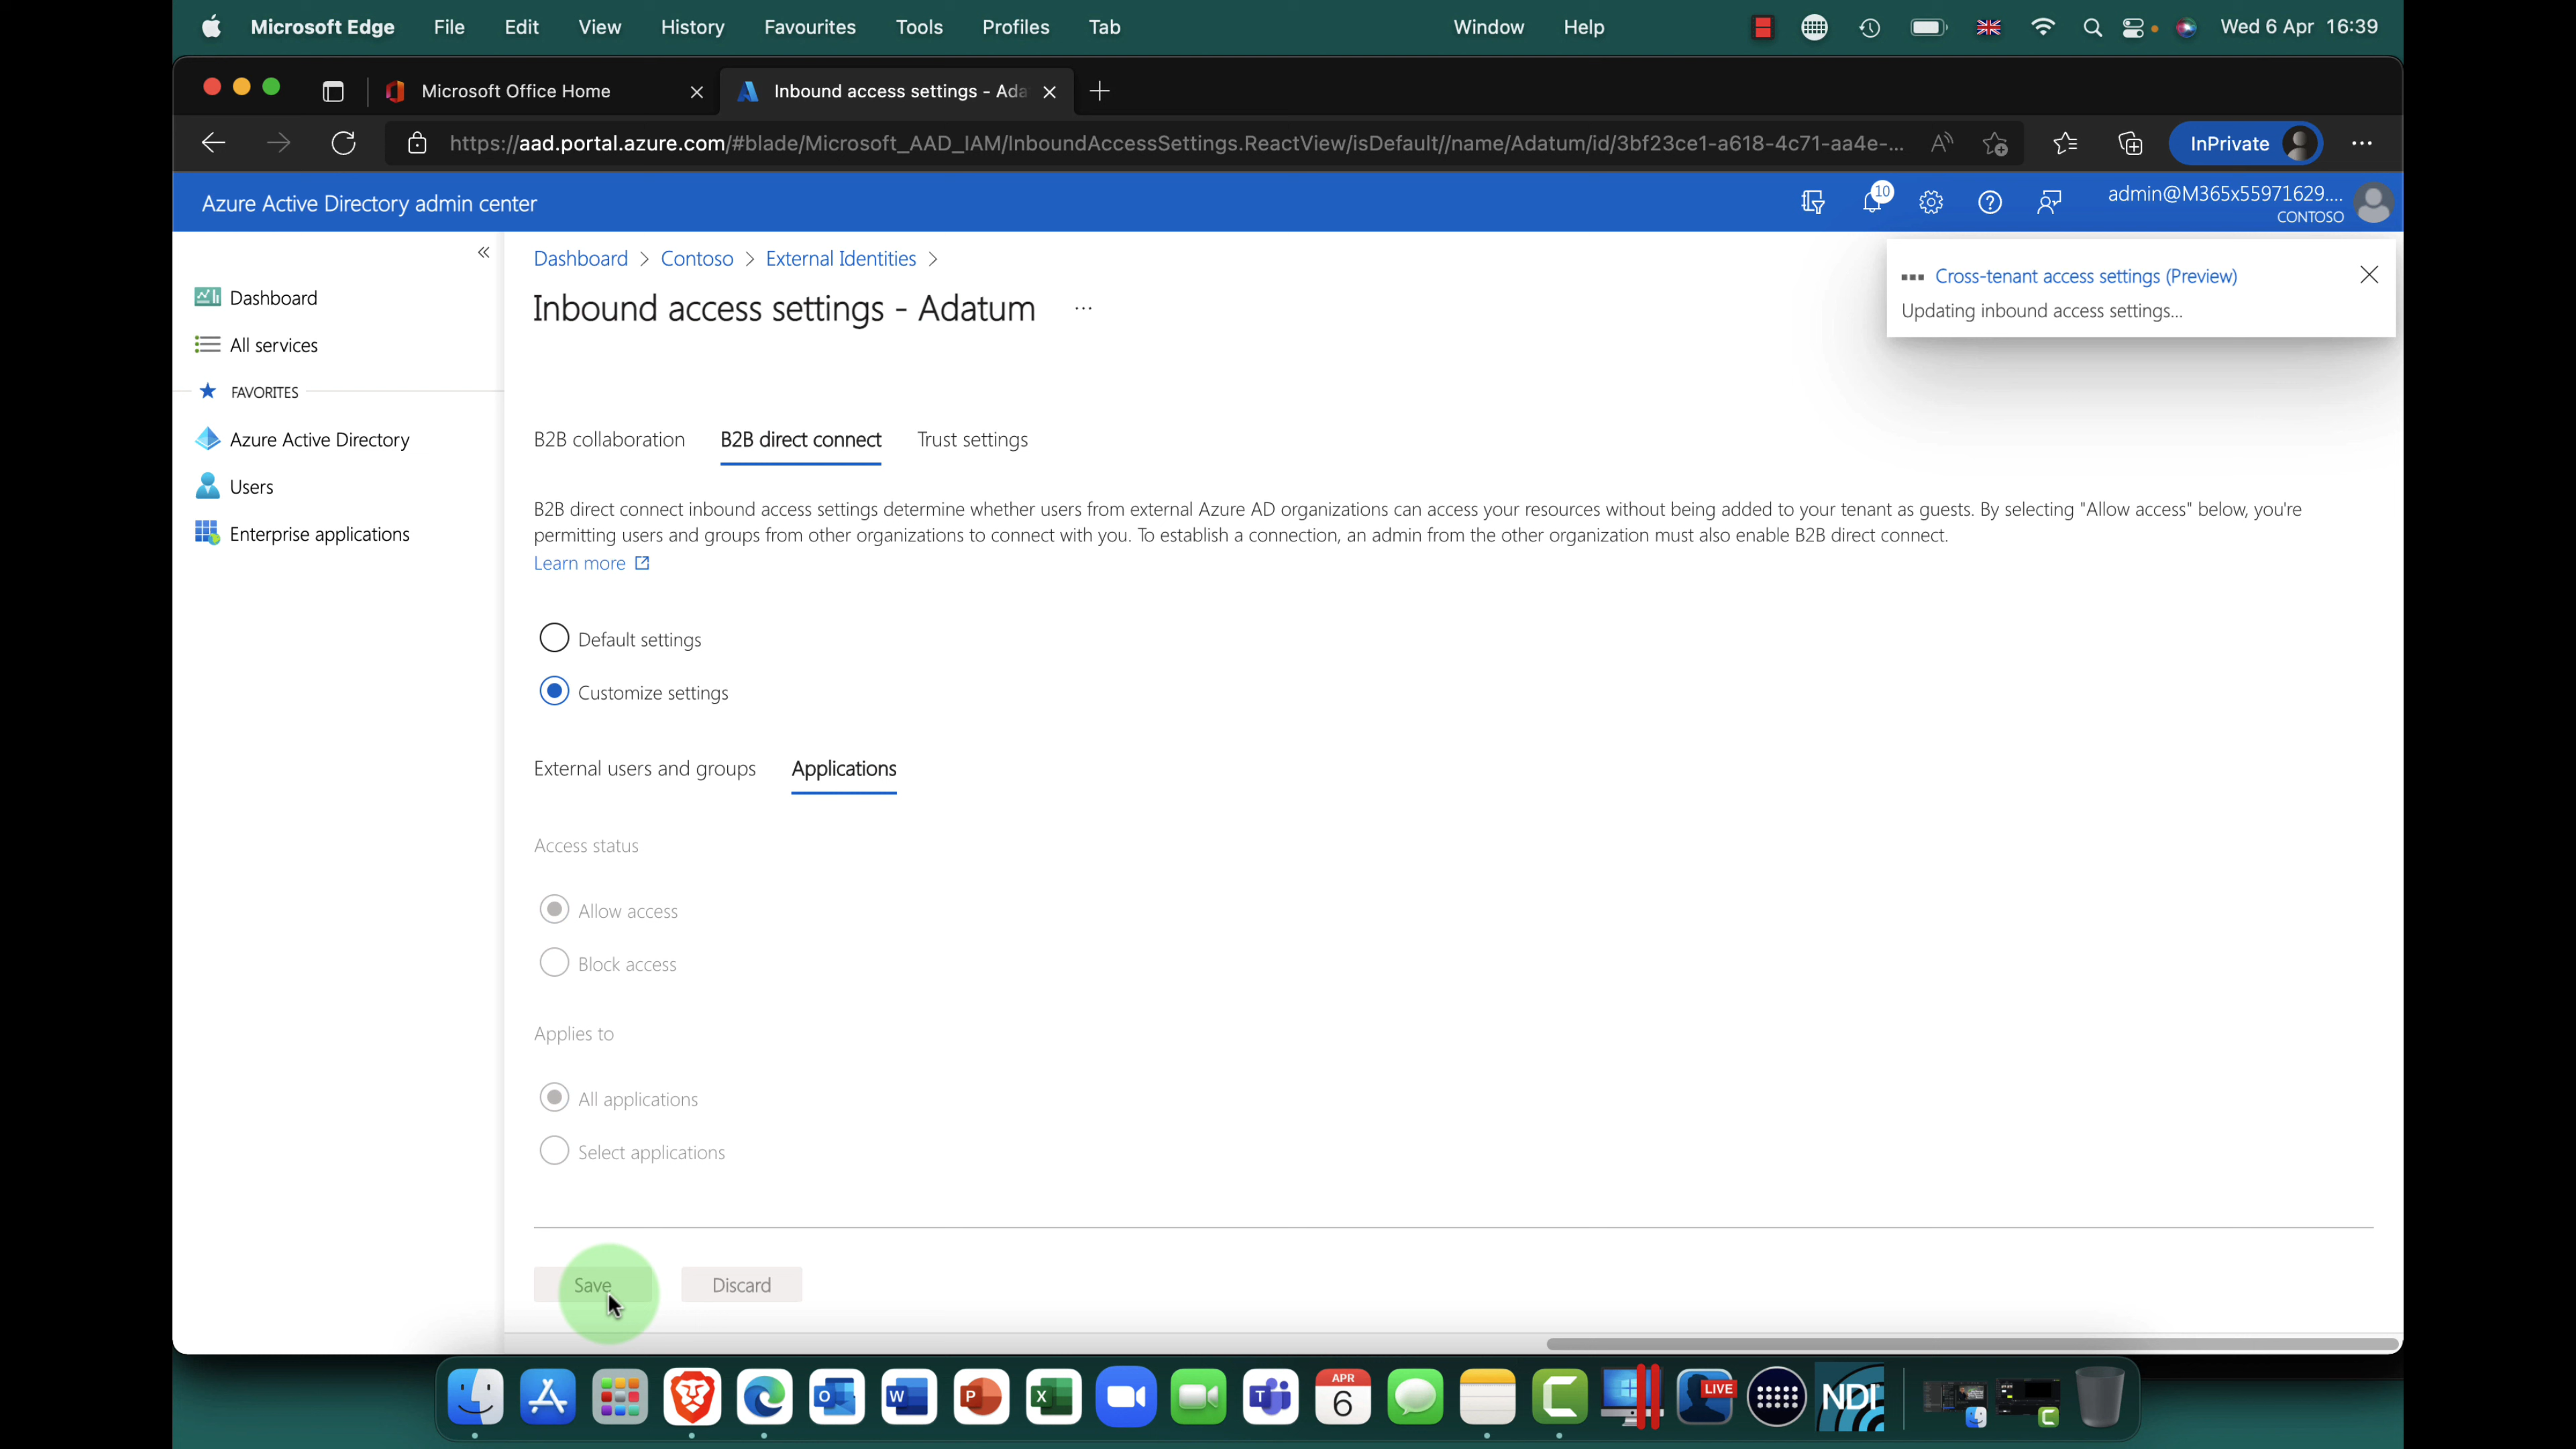 Microsoft Edge File Edit View History Favourites Tools Profiles Tab Window Help Wed 6 Apr 16:39
Microsoft Office Home
Inbound access settings - Ada
https://aad.portal.azure.com/#blade/Microsoft_AAD_IAM/InboundAccessSettings.ReactView/isDefault//name/Adatum/id/3bf23ce1-a618-4c71-aa4e-...
InPrivate
Azure Active Directory admin center
10
admin@M365x55971629....
CONTOSO
Dashboard
All services
FAVORITES
Azure Active Directory
Users
Enterprise applications
Dashboard > Contoso > External Identities >
Inbound access settings - Adatum ...
Cross-tenant access settings (Preview)
Updating inbound access settings...
B2B collaboration B2B direct connect Trust settings
B2B direct connect inbound access settings determine whether users from external Azure AD organizations can access your resources without being added to your tenant as guests. By selecting "Allow access" below, you're
permitting users and groups from other organizations to connect with you. To establish a connection, an admin from the other organization must also enable B2B direct connect.
Learn more
Default settings
Customize settings
External users and groups Applications
Access status
Allow access
Block access
Applies to
All applications
Select applications
Save Discard
APR
6
LIVE
NDI